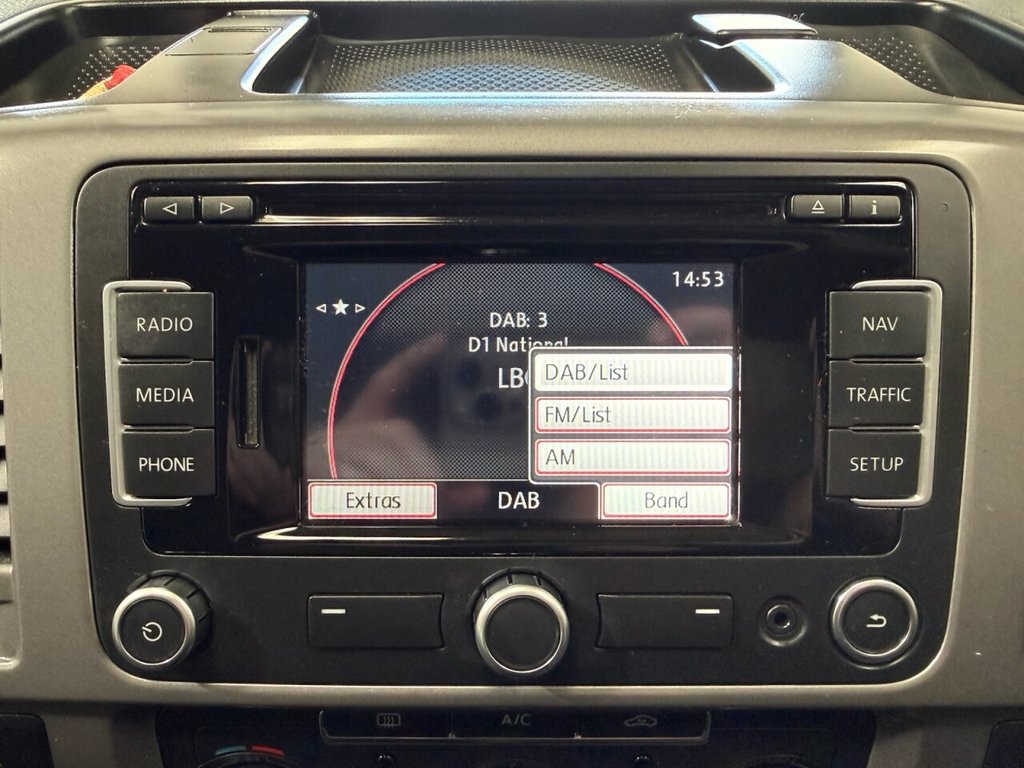 i
14:53
RADIO
MEDIA
PHONE
NAV
TRAFFIC
SETUP
DAB: 3
D1 National
LB
DAB/List
FM/List
AM
Extras
DAB
Band
A/C